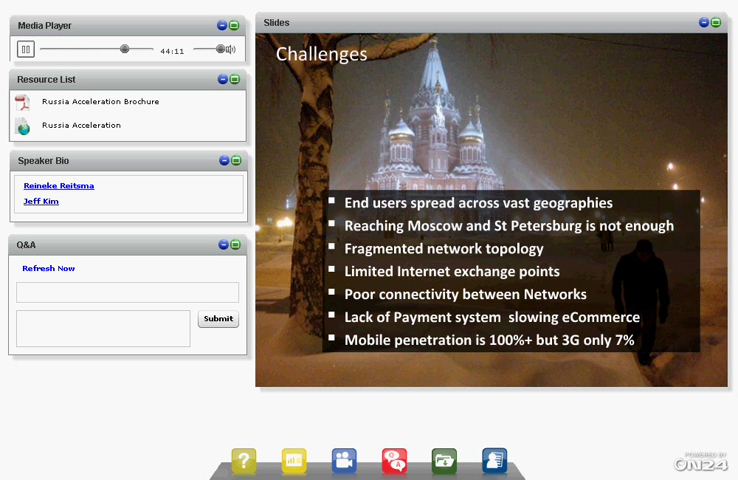 Media Player
44:11
Resource List
Russia Acceleration Brochure
Russia Acceleration
Speaker Bio
Reineke Reitsma
Jeff Kim
Q&A
Refresh Now
Submit
Slides
Challenges
End users spread across vast geographies
Reaching Moscow and St Petersburg is not enough
Fragmented network topology
Limited Internet exchange points
Poor connectivity between Networks
Lack of Payment system slowing eCommerce
Mobile penetration is 100%+ but 3G only 7%
?
Q
A
POWERED BY
ON24